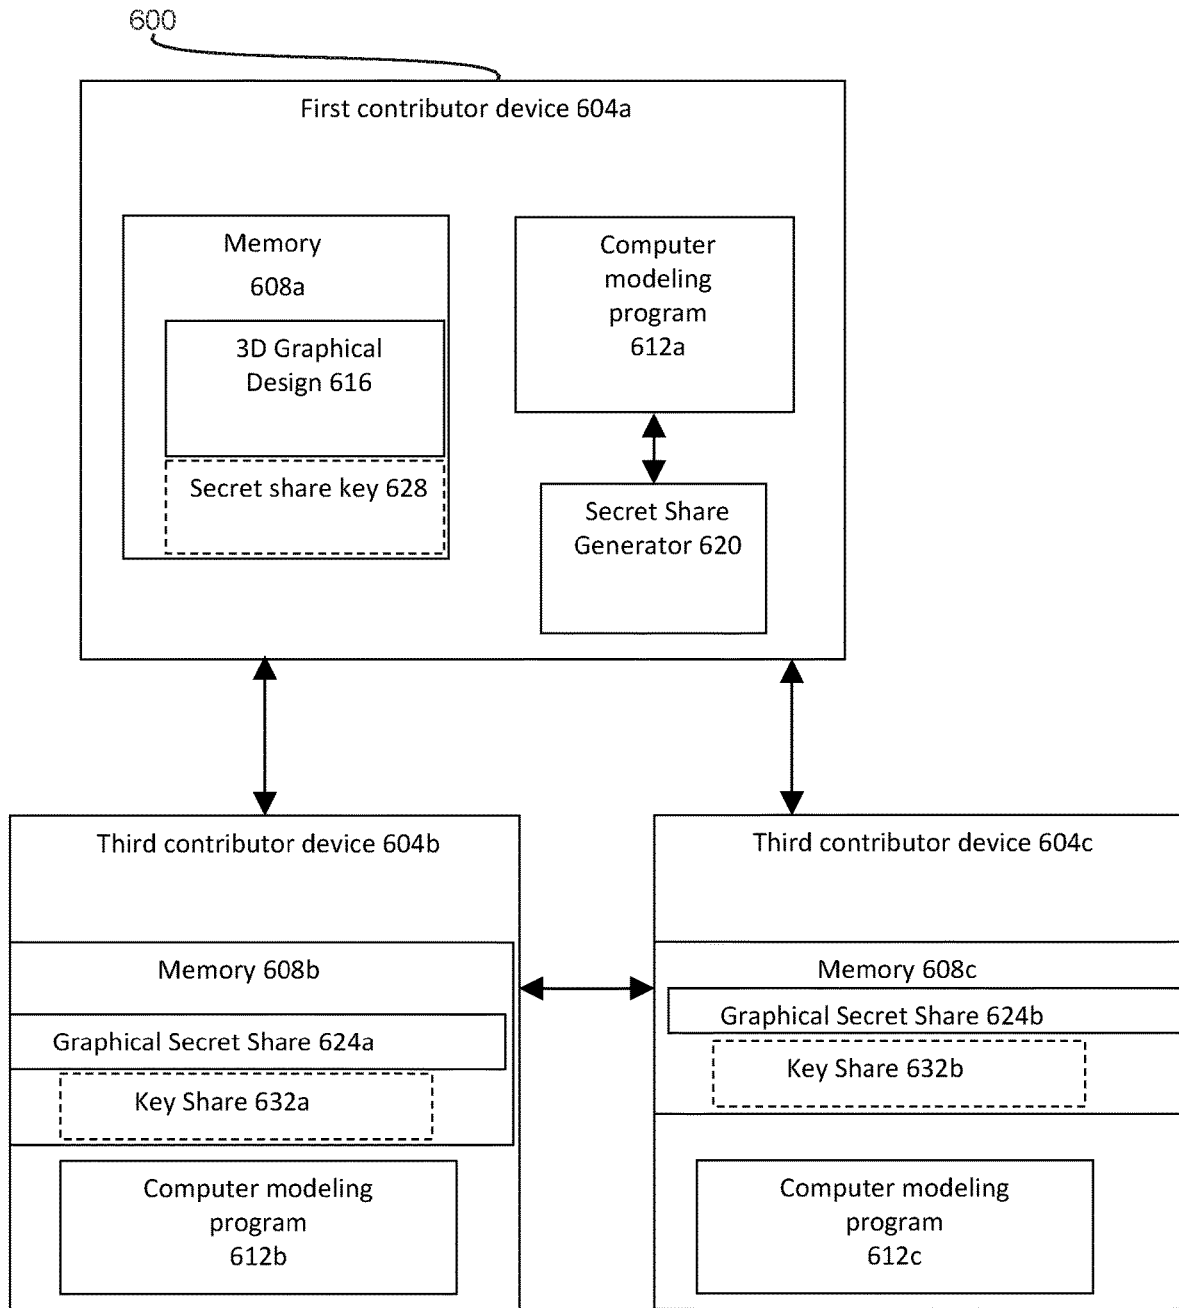 600
First contributor device 604a
Memory
608a
3D Graphical
Design 616
Secret share key 628
Computer
modeling
program
612a
Secret Share
Generator 620
Third contributor device 604b
Memory 608b
Graphical Secret Share 624a
Key Share 632a
Computer modeling
program
612b
Third contributor device 604c
Memory 608c
Graphical Secret Share 624b
Key Share 632b
Computer modeling
program
612c